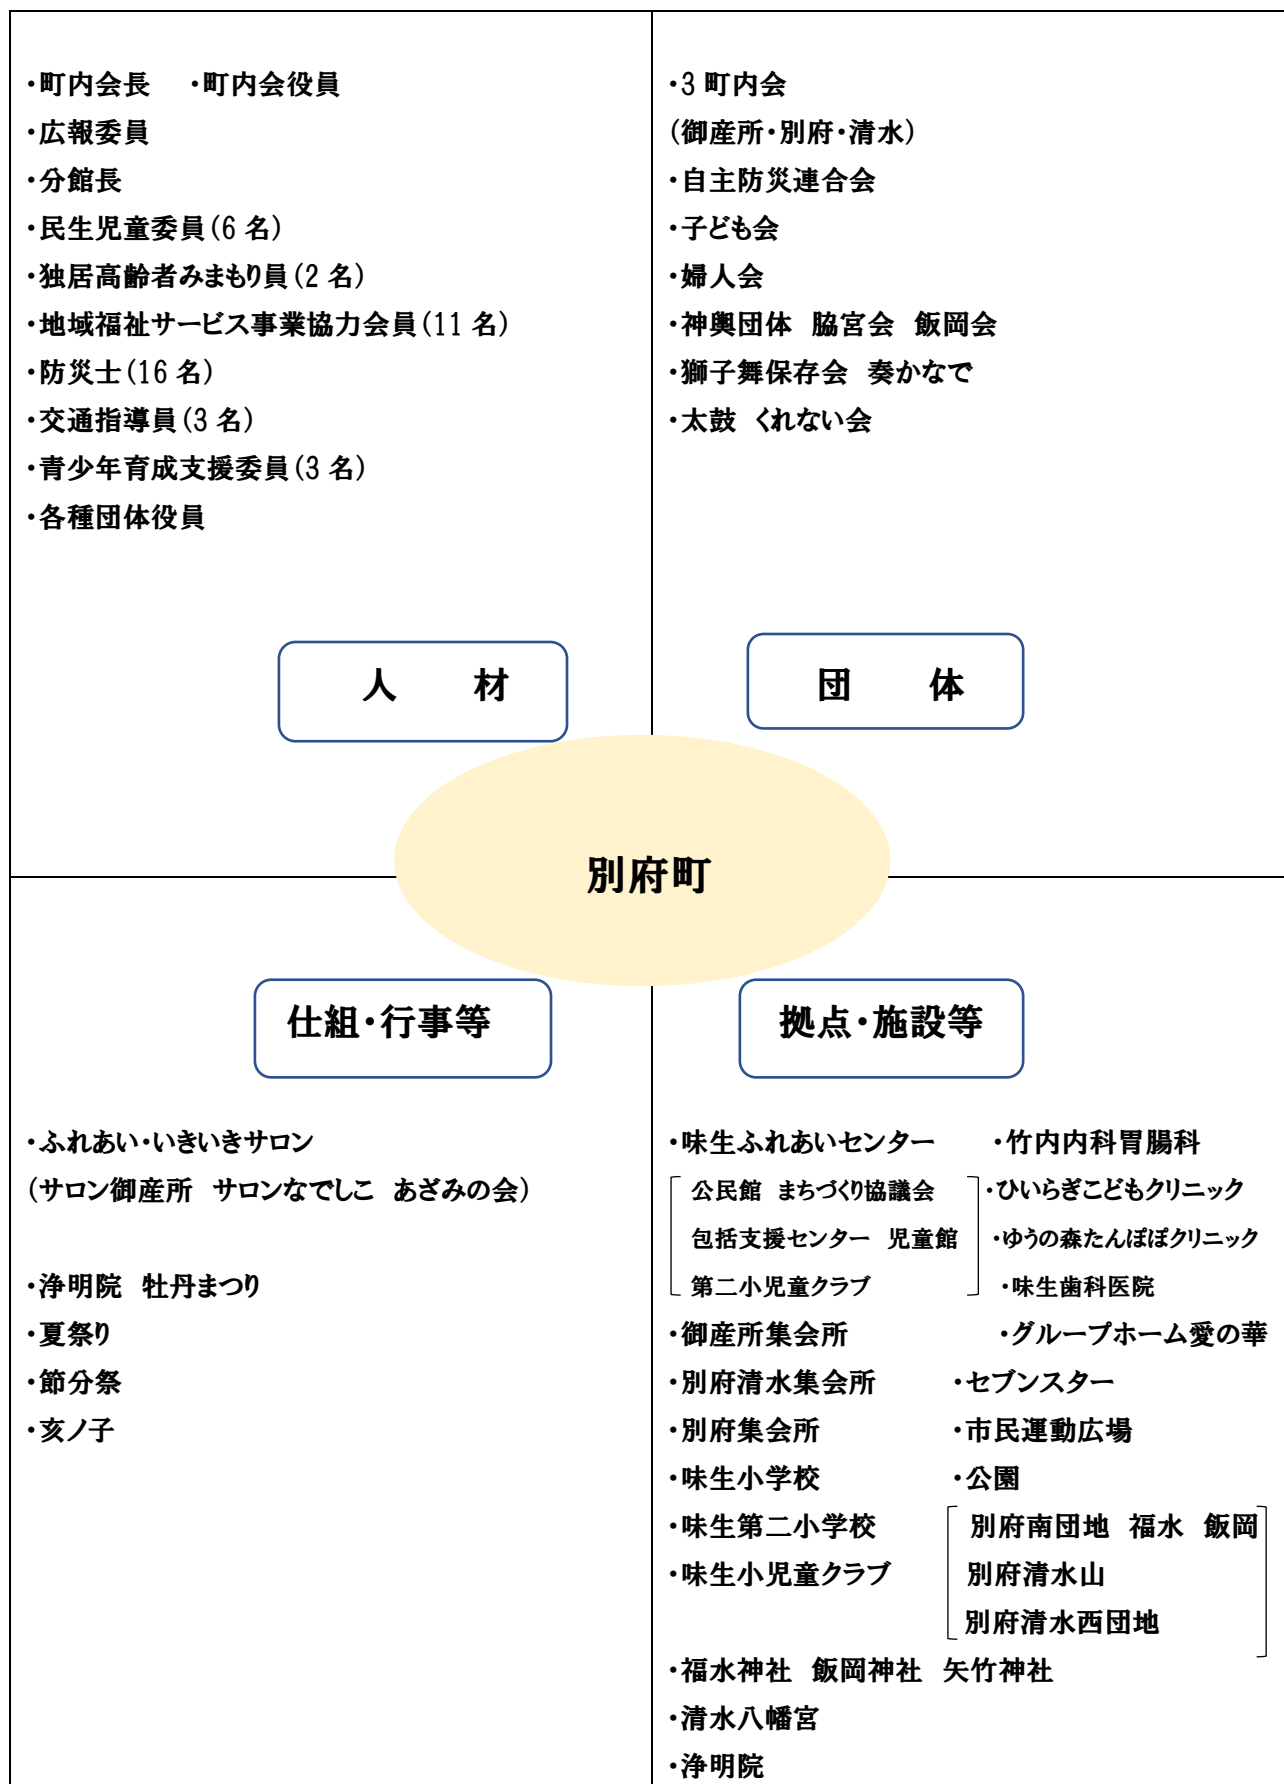 ・町内会長　・町内会役員
・広報委員
・分館長
・民生児童委員(6 名)
・独居高齢者みまもり員(2 名)
・地域福祉サービス事業協力会員(11 名)
・防災士(16 名)
・交通指導員(3 名)
・青少年育成支援委員(3 名)
・各種団体役員
人　材
・3 町内会
(御産所・別府・清水)
・自主防災連合会
・子ども会
・婦人会
・神輿団体　脇宮会　飯岡会
・獅子舞保存会　奏かなで
・太鼓　くれない会
団　体
別府町
仕組・行事等
・ふれあい・いきいきサロン
(サロン御産所　サロンなでしこ　あざみの会)
・浄明院　牡丹まつり
・夏祭り
・節分祭
・亥ノ子
拠点・施設等
・味生ふれあいセンター　・竹内内科胃腸科
公民館　まちづくり協議会　・ひいらぎこどもクリニック
包括支援センター　児童館　・ゆうの森たんぽぽクリニック
第二小児童クラブ　・味生歯科医院
・御産所集会所　・グループホーム愛の華
・別府清水集会所　・セブンスター
・別府集会所　・市民運動広場
・味生小学校　・公園
・味生第二小学校　別府南団地　福水　飯岡
・味生小児童クラブ　別府清水山
別府清水西団地
・福水神社　飯岡神社　矢竹神社
・清水八幡宮
・浄明院